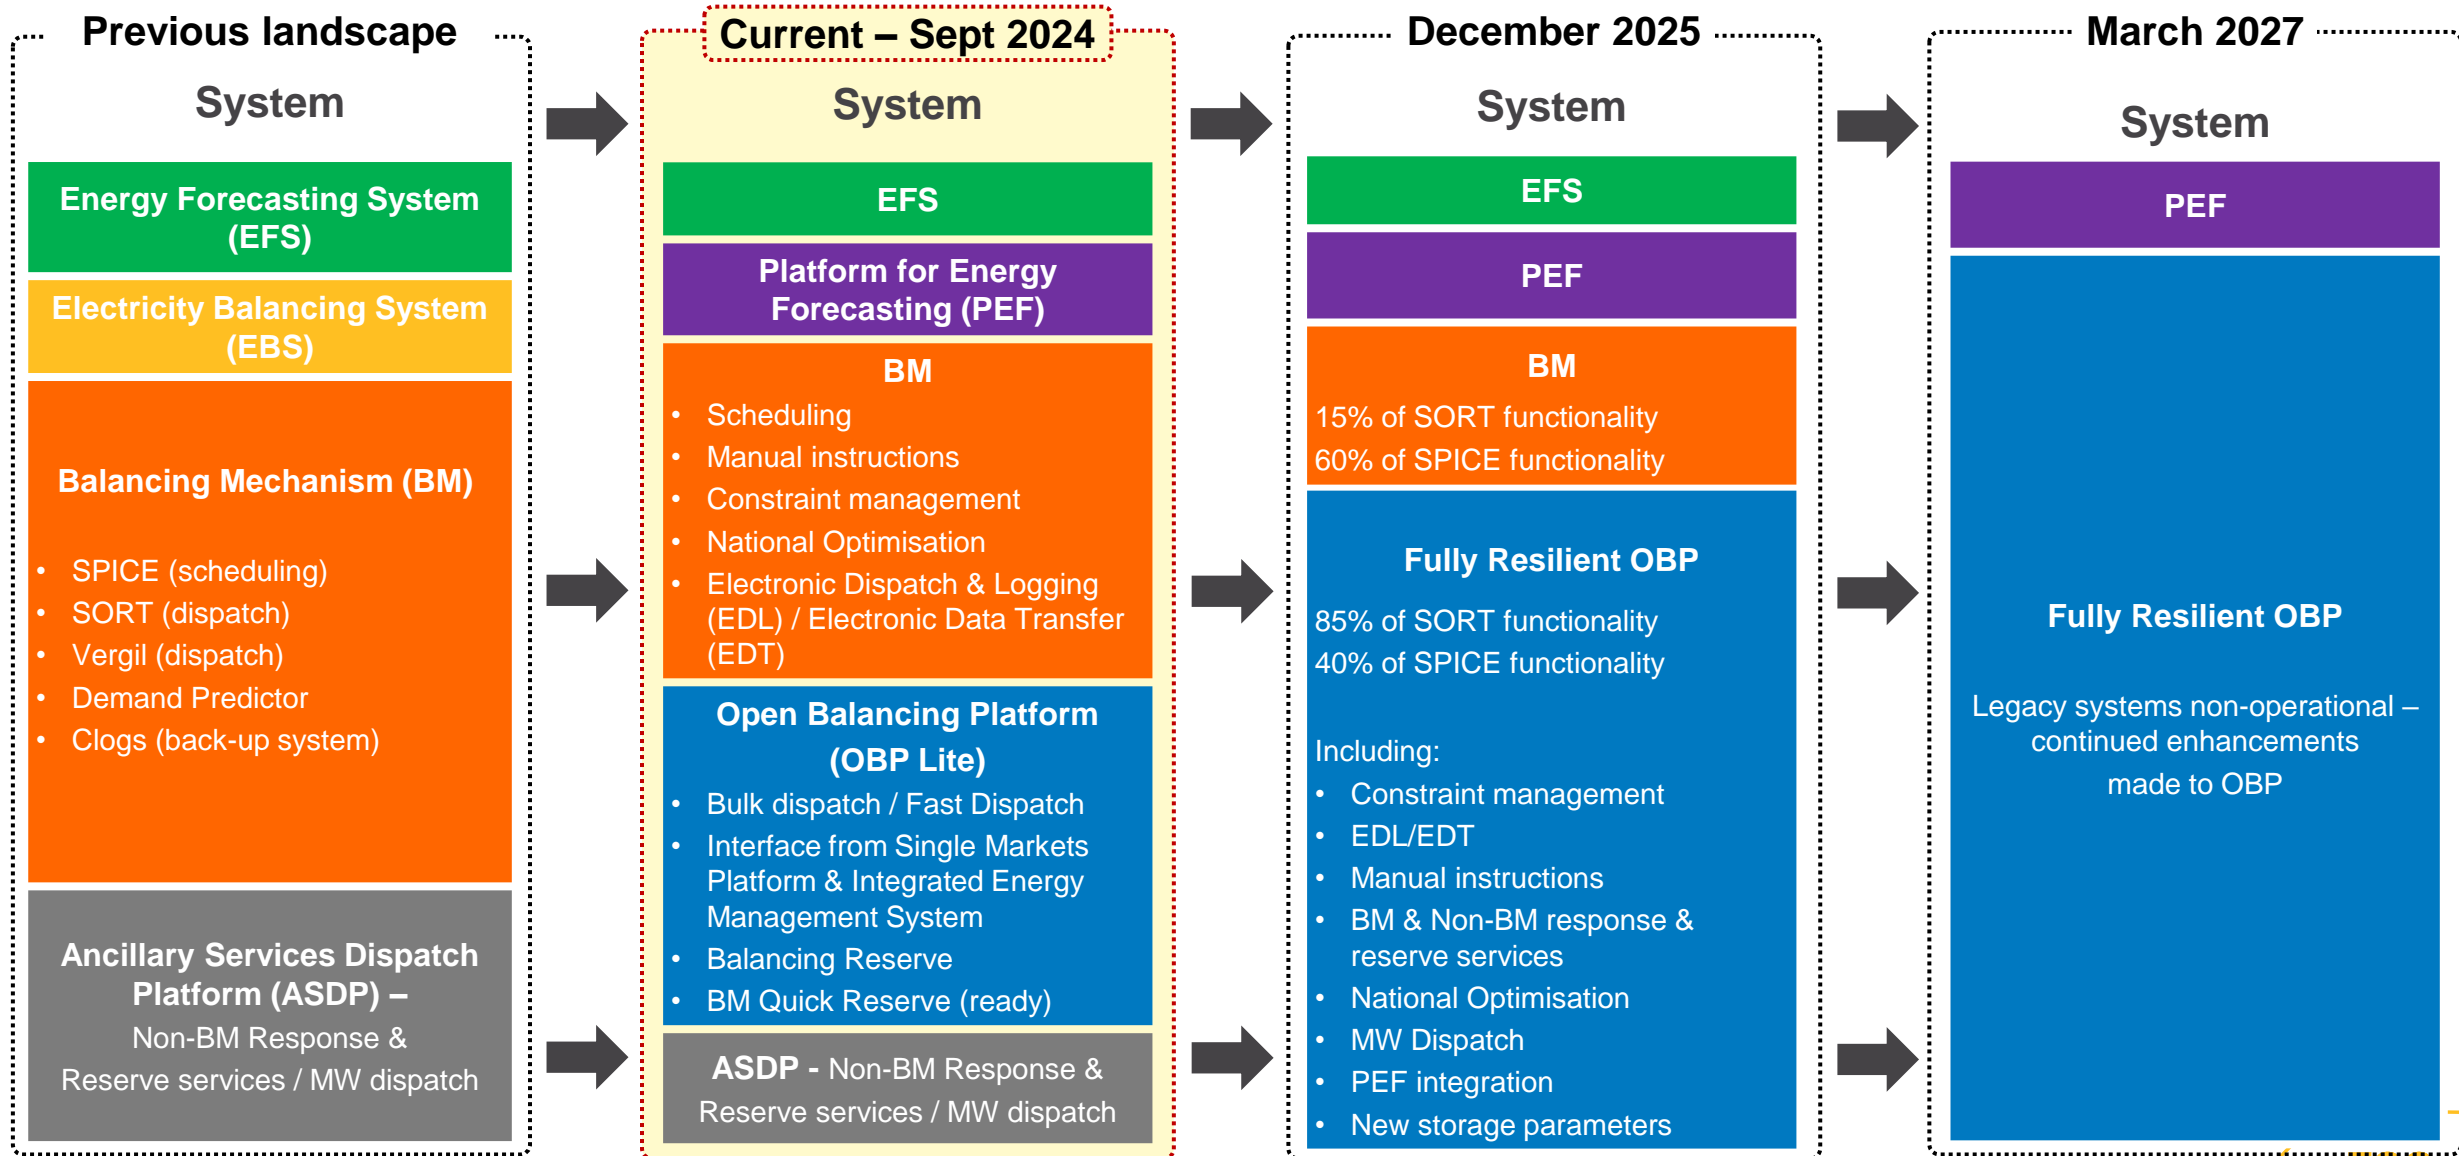 Previous landscape
System
Energy Forecasting System
(EFS)
Electricity Balancing System
(EBS)
Balancing Mechanism (BM)
• SPICE (scheduling)
• SORT (dispatch)
• Vergil (dispatch)
• Demand Predictor
• Clogs (back-up system)
Ancillary Services Dispatch
Platform (ASDP) –
Non-BM Response &
Reserve services / MW dispatch
Current – Sept 2024
System
EFS
Platform for Energy
Forecasting (PEF)
BM
• Scheduling
• Manual instructions
• Constraint management
• National Optimisation
• Electronic Dispatch & Logging
(EDL) / Electronic Data Transfer
(EDT)
Open Balancing Platform
(OBP Lite)
• Bulk dispatch / Fast Dispatch
• Interface from Single Markets
Platform & Integrated Energy
Management System
• Balancing Reserve
• BM Quick Reserve (ready)
ASDP - Non-BM Response &
Reserve services / MW dispatch
December 2025
System
EFS
PEF
BM
15% of SORT functionality
60% of SPICE functionality
Fully Resilient OBP
85% of SORT functionality
40% of SPICE functionality
Including:
• Constraint management
• EDL/EDT
• Manual instructions
• BM & Non-BM response &
reserve services
• National Optimisation
• MW Dispatch
• PEF integration
• New storage parameters
March 2027
System
PEF
Fully Resilient OBP
Legacy systems non-operational –
continued enhancements
made to OBP